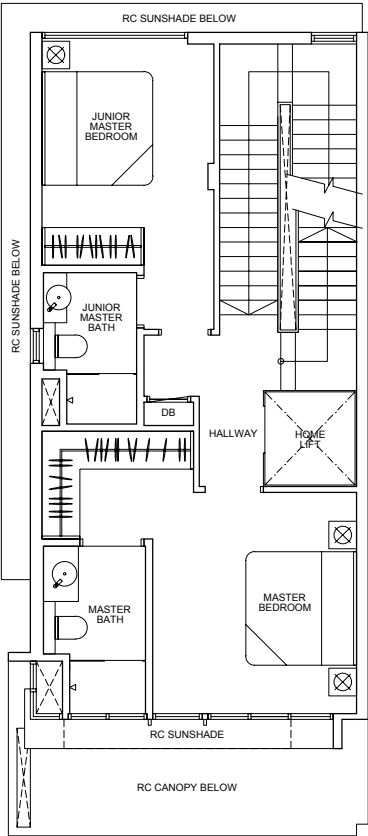 RC SUNSHADE BELOW
JUNIOR
MASTER
BEDROOM
RC SUNSHADE BELOW
JUNIOR
MASTER
BATH
DB
HALLWAY
HOME
LIFT
MASTER
BATH
MASTER
BEDROOM
RC SUNSHADE
RC CANOPY BELOW